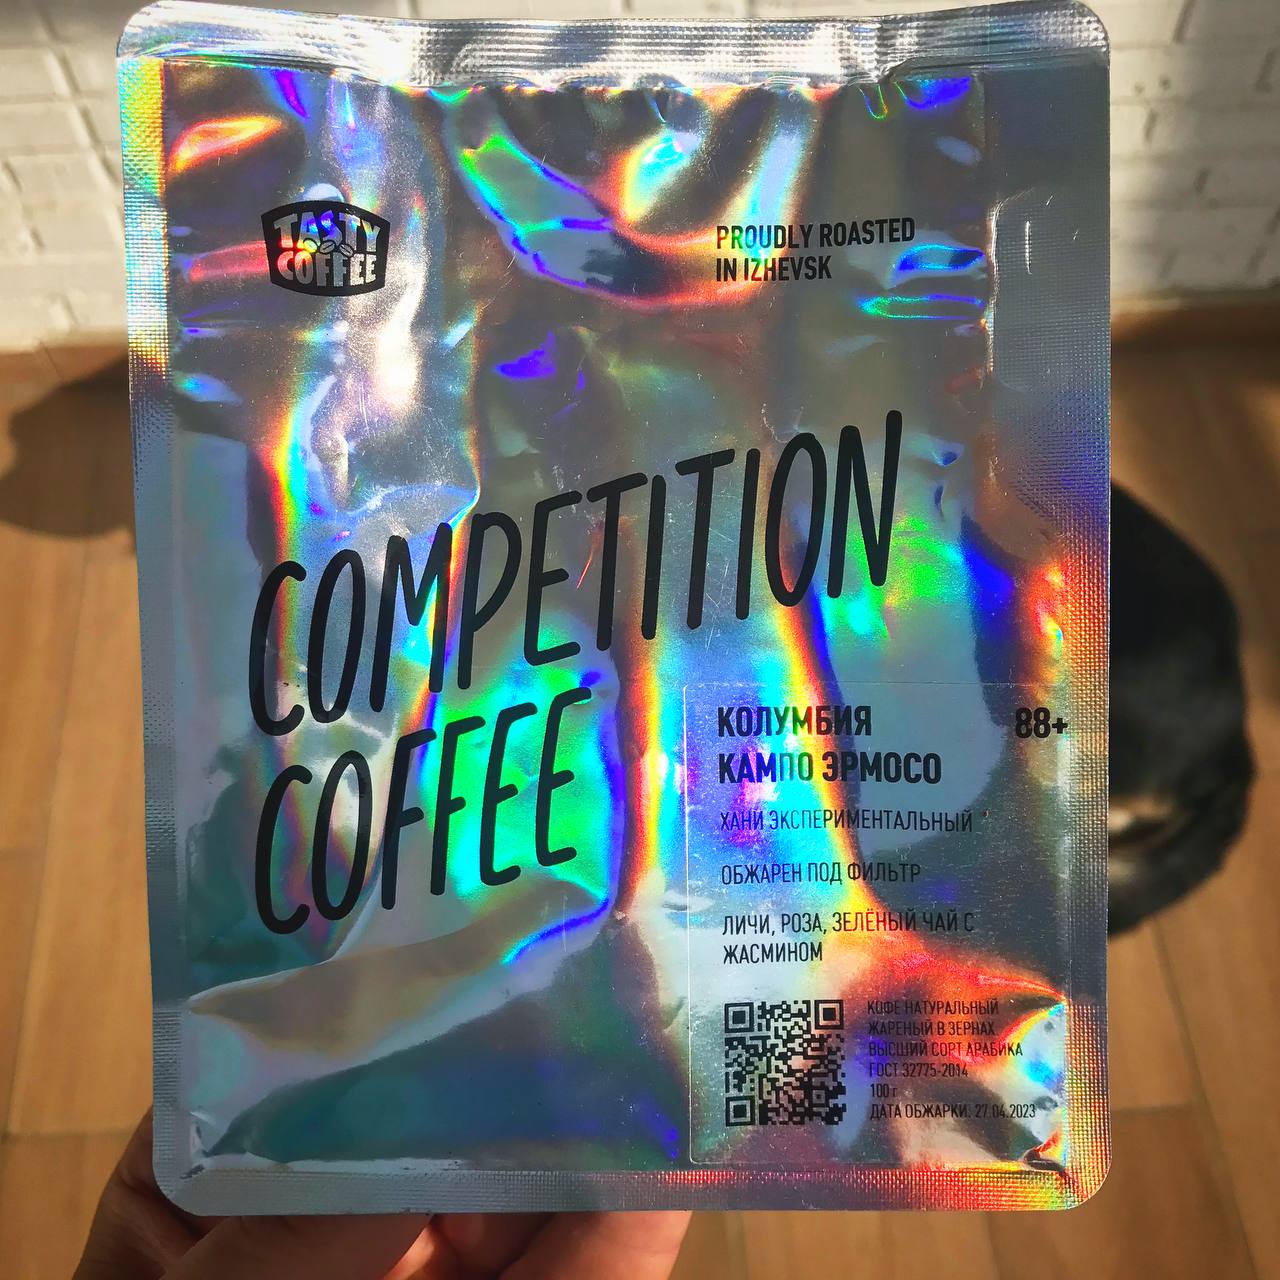 TASTY
COFFEE
PROUDLY ROASTED
IN IZHEVSK
COMPETITION
COFFEE
КОЛУМБИЯ 88+
КАМПО ЭРМОСО
ХАНИ ЭКСПЕРИМЕНТАЛЬНЫЙ
ОБЖАРЕН ПОД ФИЛЬТР
ЛИЧИ, РОЗА, ЗЕЛЁНЫЙ ЧАЙ С
ЖАСМИНОМ
КОФЕ НАТУРАЛЬНЫЙ
ЖАРЕНЫЙ В ЗЕРНАХ
ВЫСШИЙ СОРТ АРАБИКА
ГОСТ 32775-2014
100 г
ДАТА ОБЖАРКИ: 27.04.2023